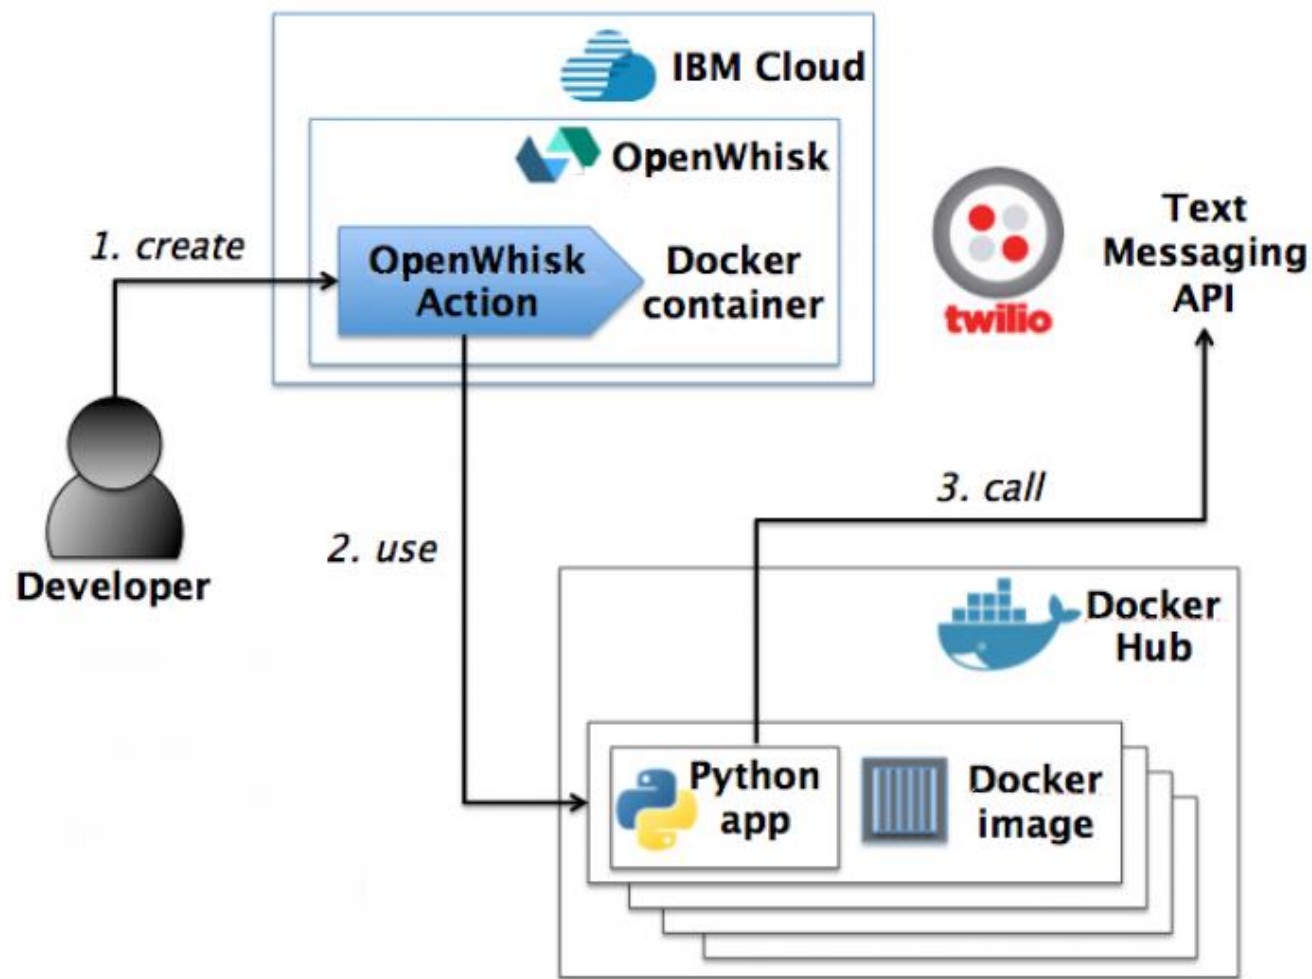 IBM Cloud
OpenWhisk
1. create
OpenWhisk
Action
Docker
container
twilio
Text
Messaging
API
Developer
2. use
3. call
Docker
Hub
Python
app
Docker
image